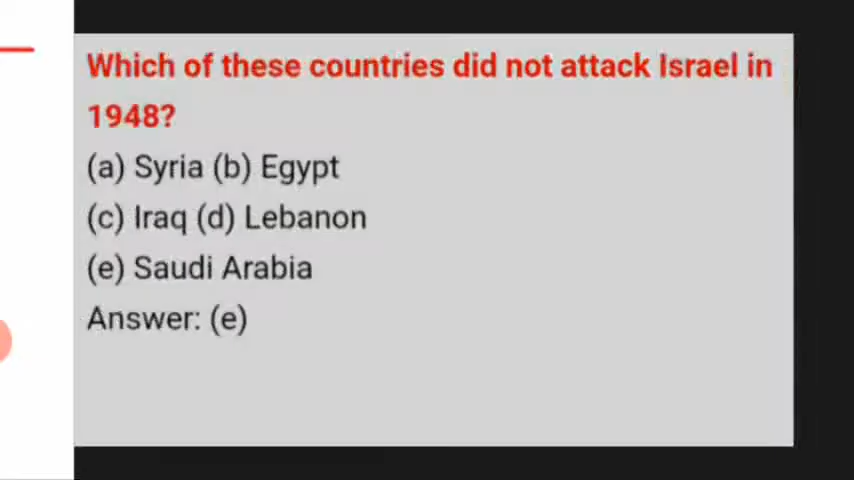 Which of these countries did not attack Israel in
1948?
(a) Syria (b) Egypt
(c) Iraq (d) Lebanon
(e) Saudi Arabia
Answer: (e)